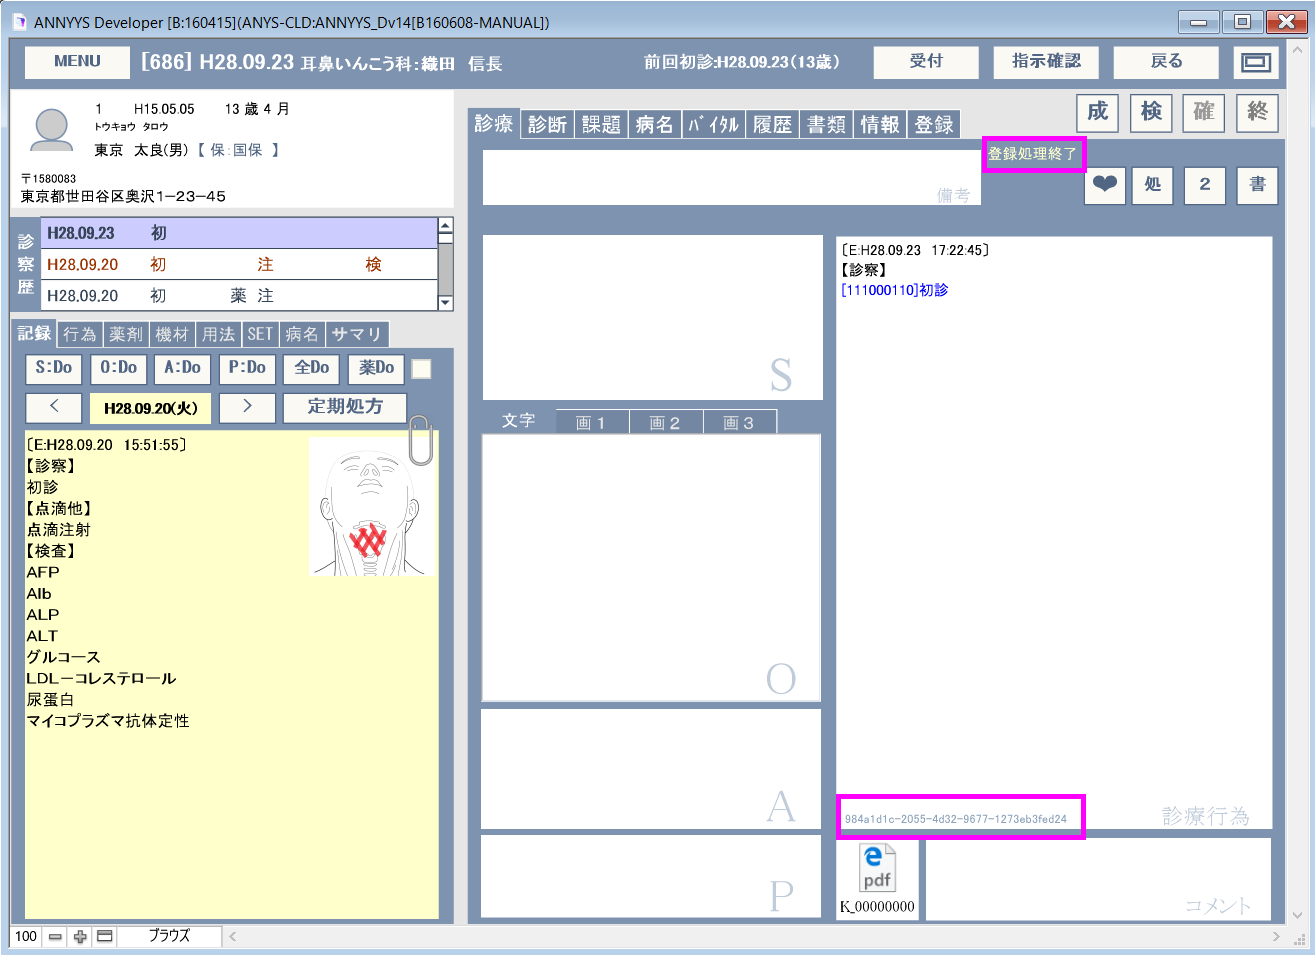 ANNYYS Developer [B:160415](ANYS-CLD:ANNYYS_Dv14[B160608-MANUAL])
MENU
[686] H28.09.23 耳鼻いんこう科:織田 信長
前回初診:H28.09.23(13歳)
受付
指示確認
戻る
1 H15.05.05 13 歳 4 月
トウキョウ タロウ
東京 太良(男)【 保:国保 】
〒1580083
東京都世田谷区奥沢1-23-45
診察歴
H28.09.23 初
H28.09.20 初 注 検
H28.09.20 初 薬 注
記録 行為 薬剤 機材 用法 SET 病名 サマリ
S:Do O:Do A:Do P:Do 全Do 薬Do
< H28.09.20(火) > 定期処方
〔E:H28.09.20 15:51:55〕
【診察】
初診
【点滴他】
点滴注射
【検査】
AFP
Alb
ALP
ALT
グルコース
LDL-コレステロール
尿蛋白
マイコプラズマ抗体定性
診療 診断 課題 病名 バイタル 履歴 書類 情報 登録
成 検 確 終
登録処理終了
処 2 書
備考
S
文字 画1 画2 画3
O
A
P
〔E:H28.09.23 17:22:45〕
【診察】
[111000110]初診
984a1d1c-2055-4d32-9677-1273eb3fed24
診療行為
pdf
K_00000000
コメント
100
ブラウズ